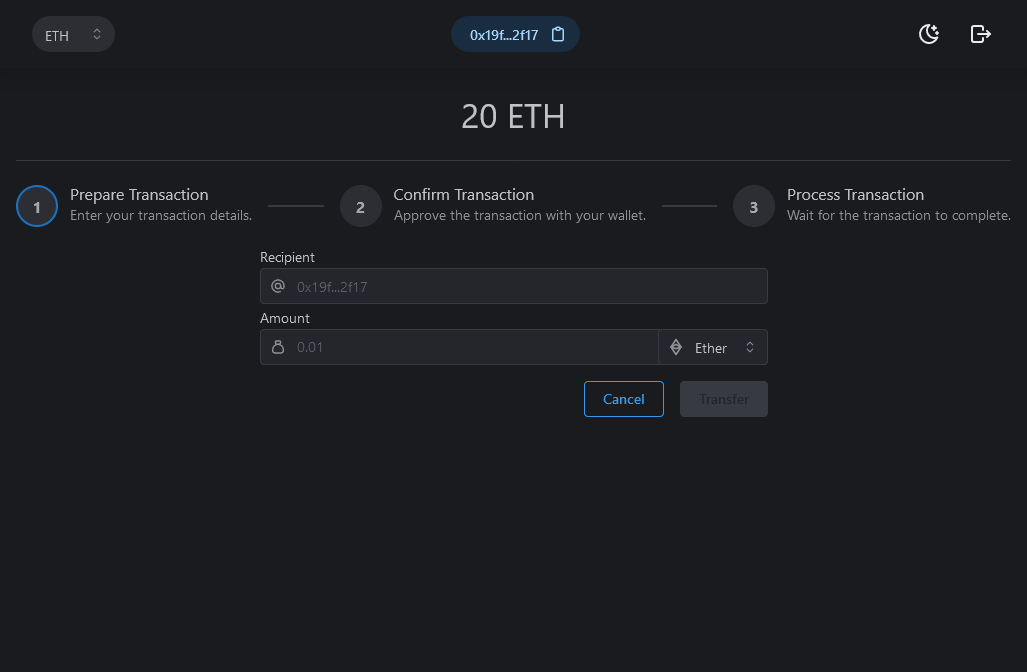 ETH
0x19f...2f17
20 ETH
1
Prepare Transaction
Enter your transaction details.
2
Confirm Transaction
Approve the transaction with your wallet.
3
Process Transaction
Wait for the transaction to complete.
Recipient
@ 0x19f...2f17
Amount
0.01
Ether
Cancel
Transfer